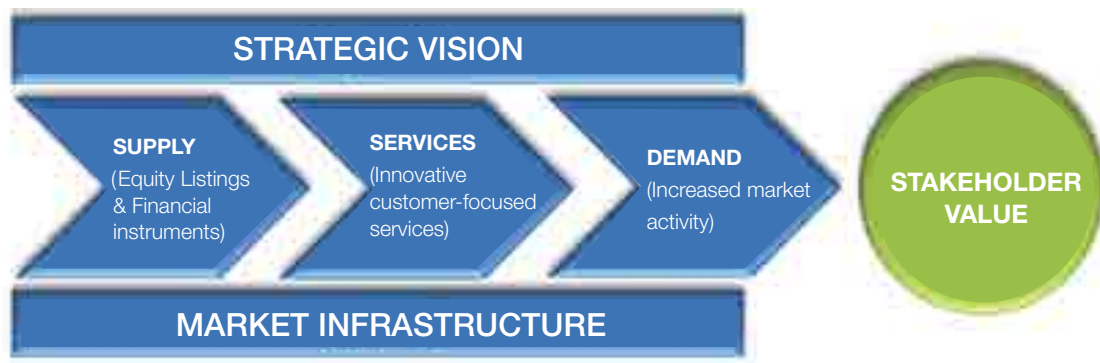 STRATEGIC VISION
SUPPLY
(Equity Listings
& Financial
instruments)
SERVICES
(Innovative
customer-focused
services)
DEMAND
(Increased market
activity)
STAKEHOLDER
VALUE
MARKET INFRASTRUCTURE